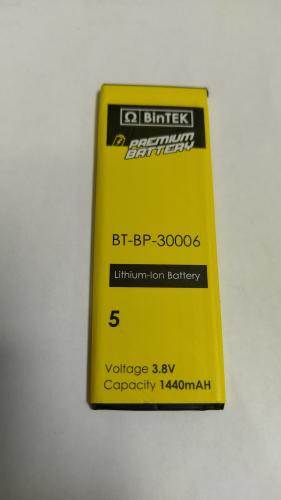 Ω BinTEK
PREMIUM
BATTERY
BT-BP-30006
Lithium-Ion Battery
5
Voltage 3.8V
Capacity 1440mAH